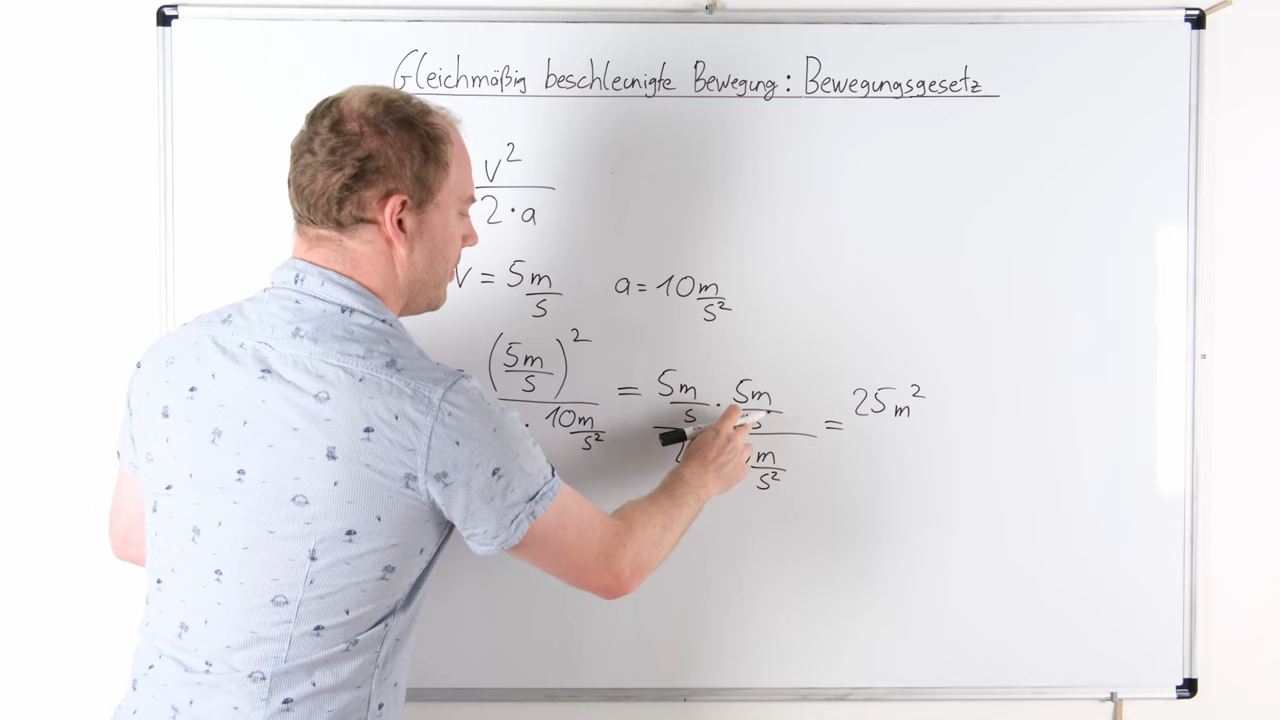 Gleichmäßig beschleunigte Bewegung: Bewegungsgesetz
v²
2 · a
v = 5m/s a = 10m/s²
(5m/s)² = 5m/s · 5m/s = 25m²
· 10m/s² m/s²